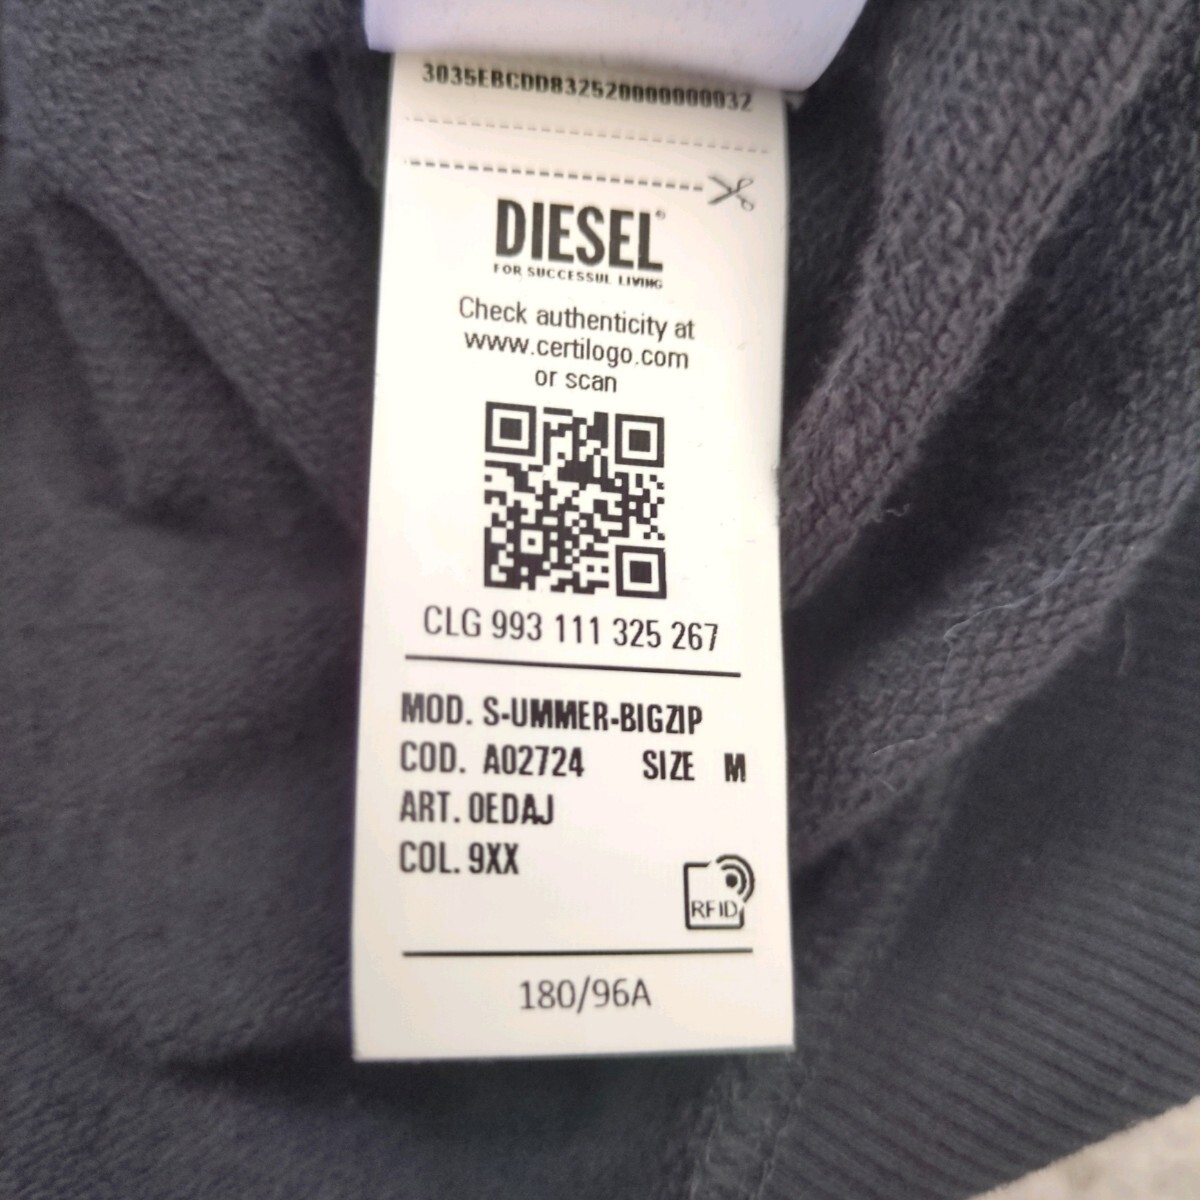 3035EBCDD832520000000032
DIESEL®
FOR SUCCESSUL LIVING
Check authenticity at
www.certilogo.com
or scan
CLG 993 111 325 267
MOD. S-UMMER-BIGZIP
COD. A02724 SIZE M
ART. 0EDAJ
COL. 9XX
RFID
180/96A